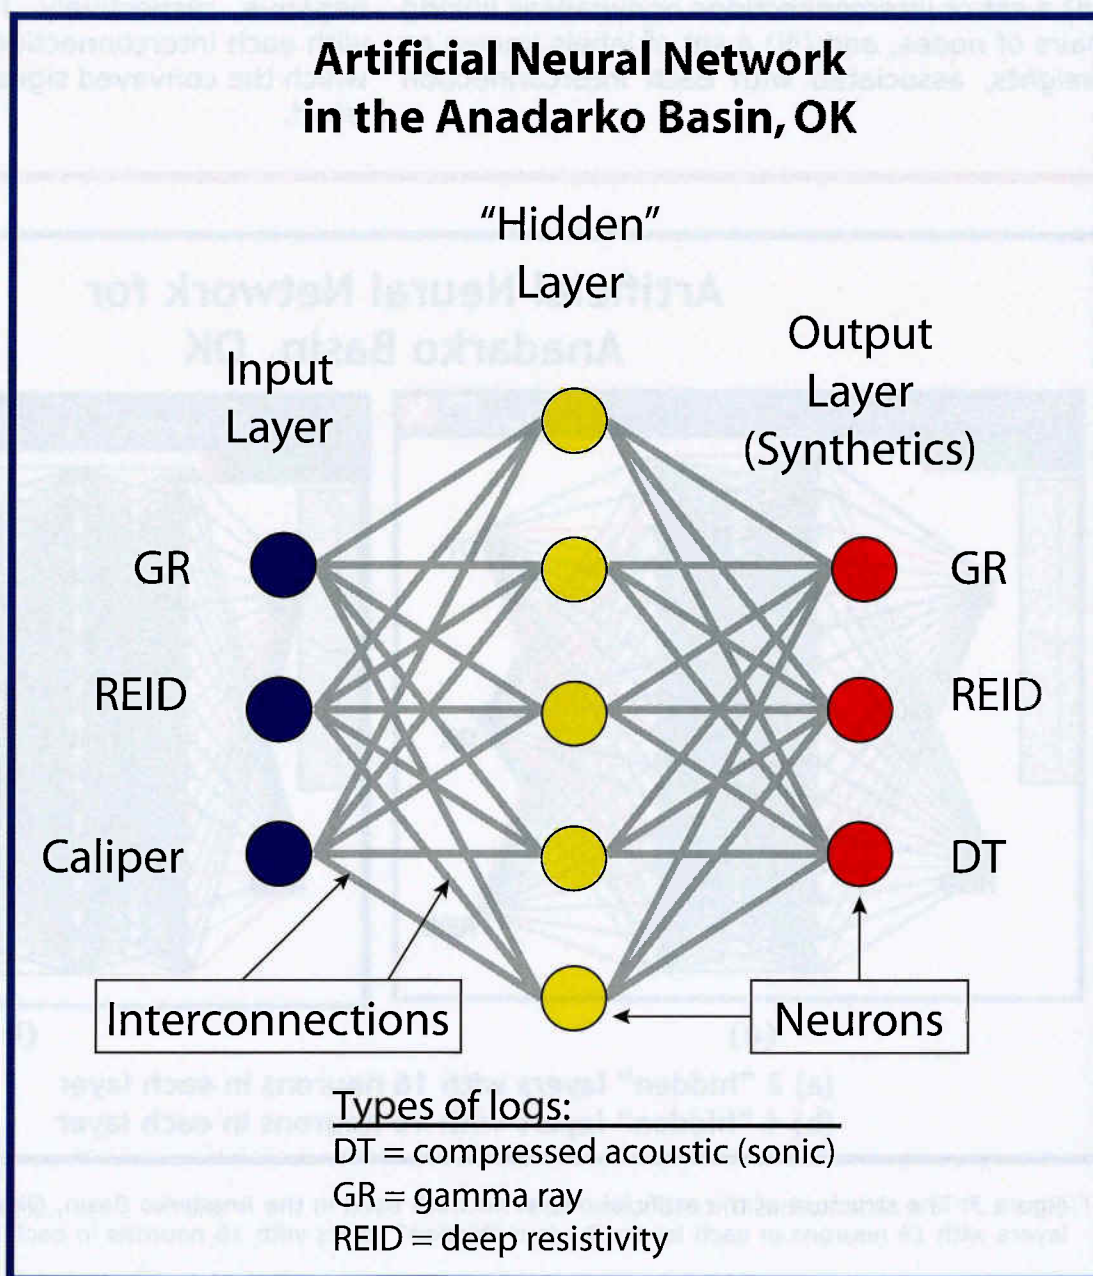 Artificial Neural Network
in the Anadarko Basin, OK
"Hidden"
Layer
Output
Layer
(Synthetics)
Input
Layer
GR
GR
REID
REID
Caliper
DT
Interconnections
Neurons
Types of logs:
DT = compressed acoustic (sonic)
GR = gamma ray
REID = deep resistivity